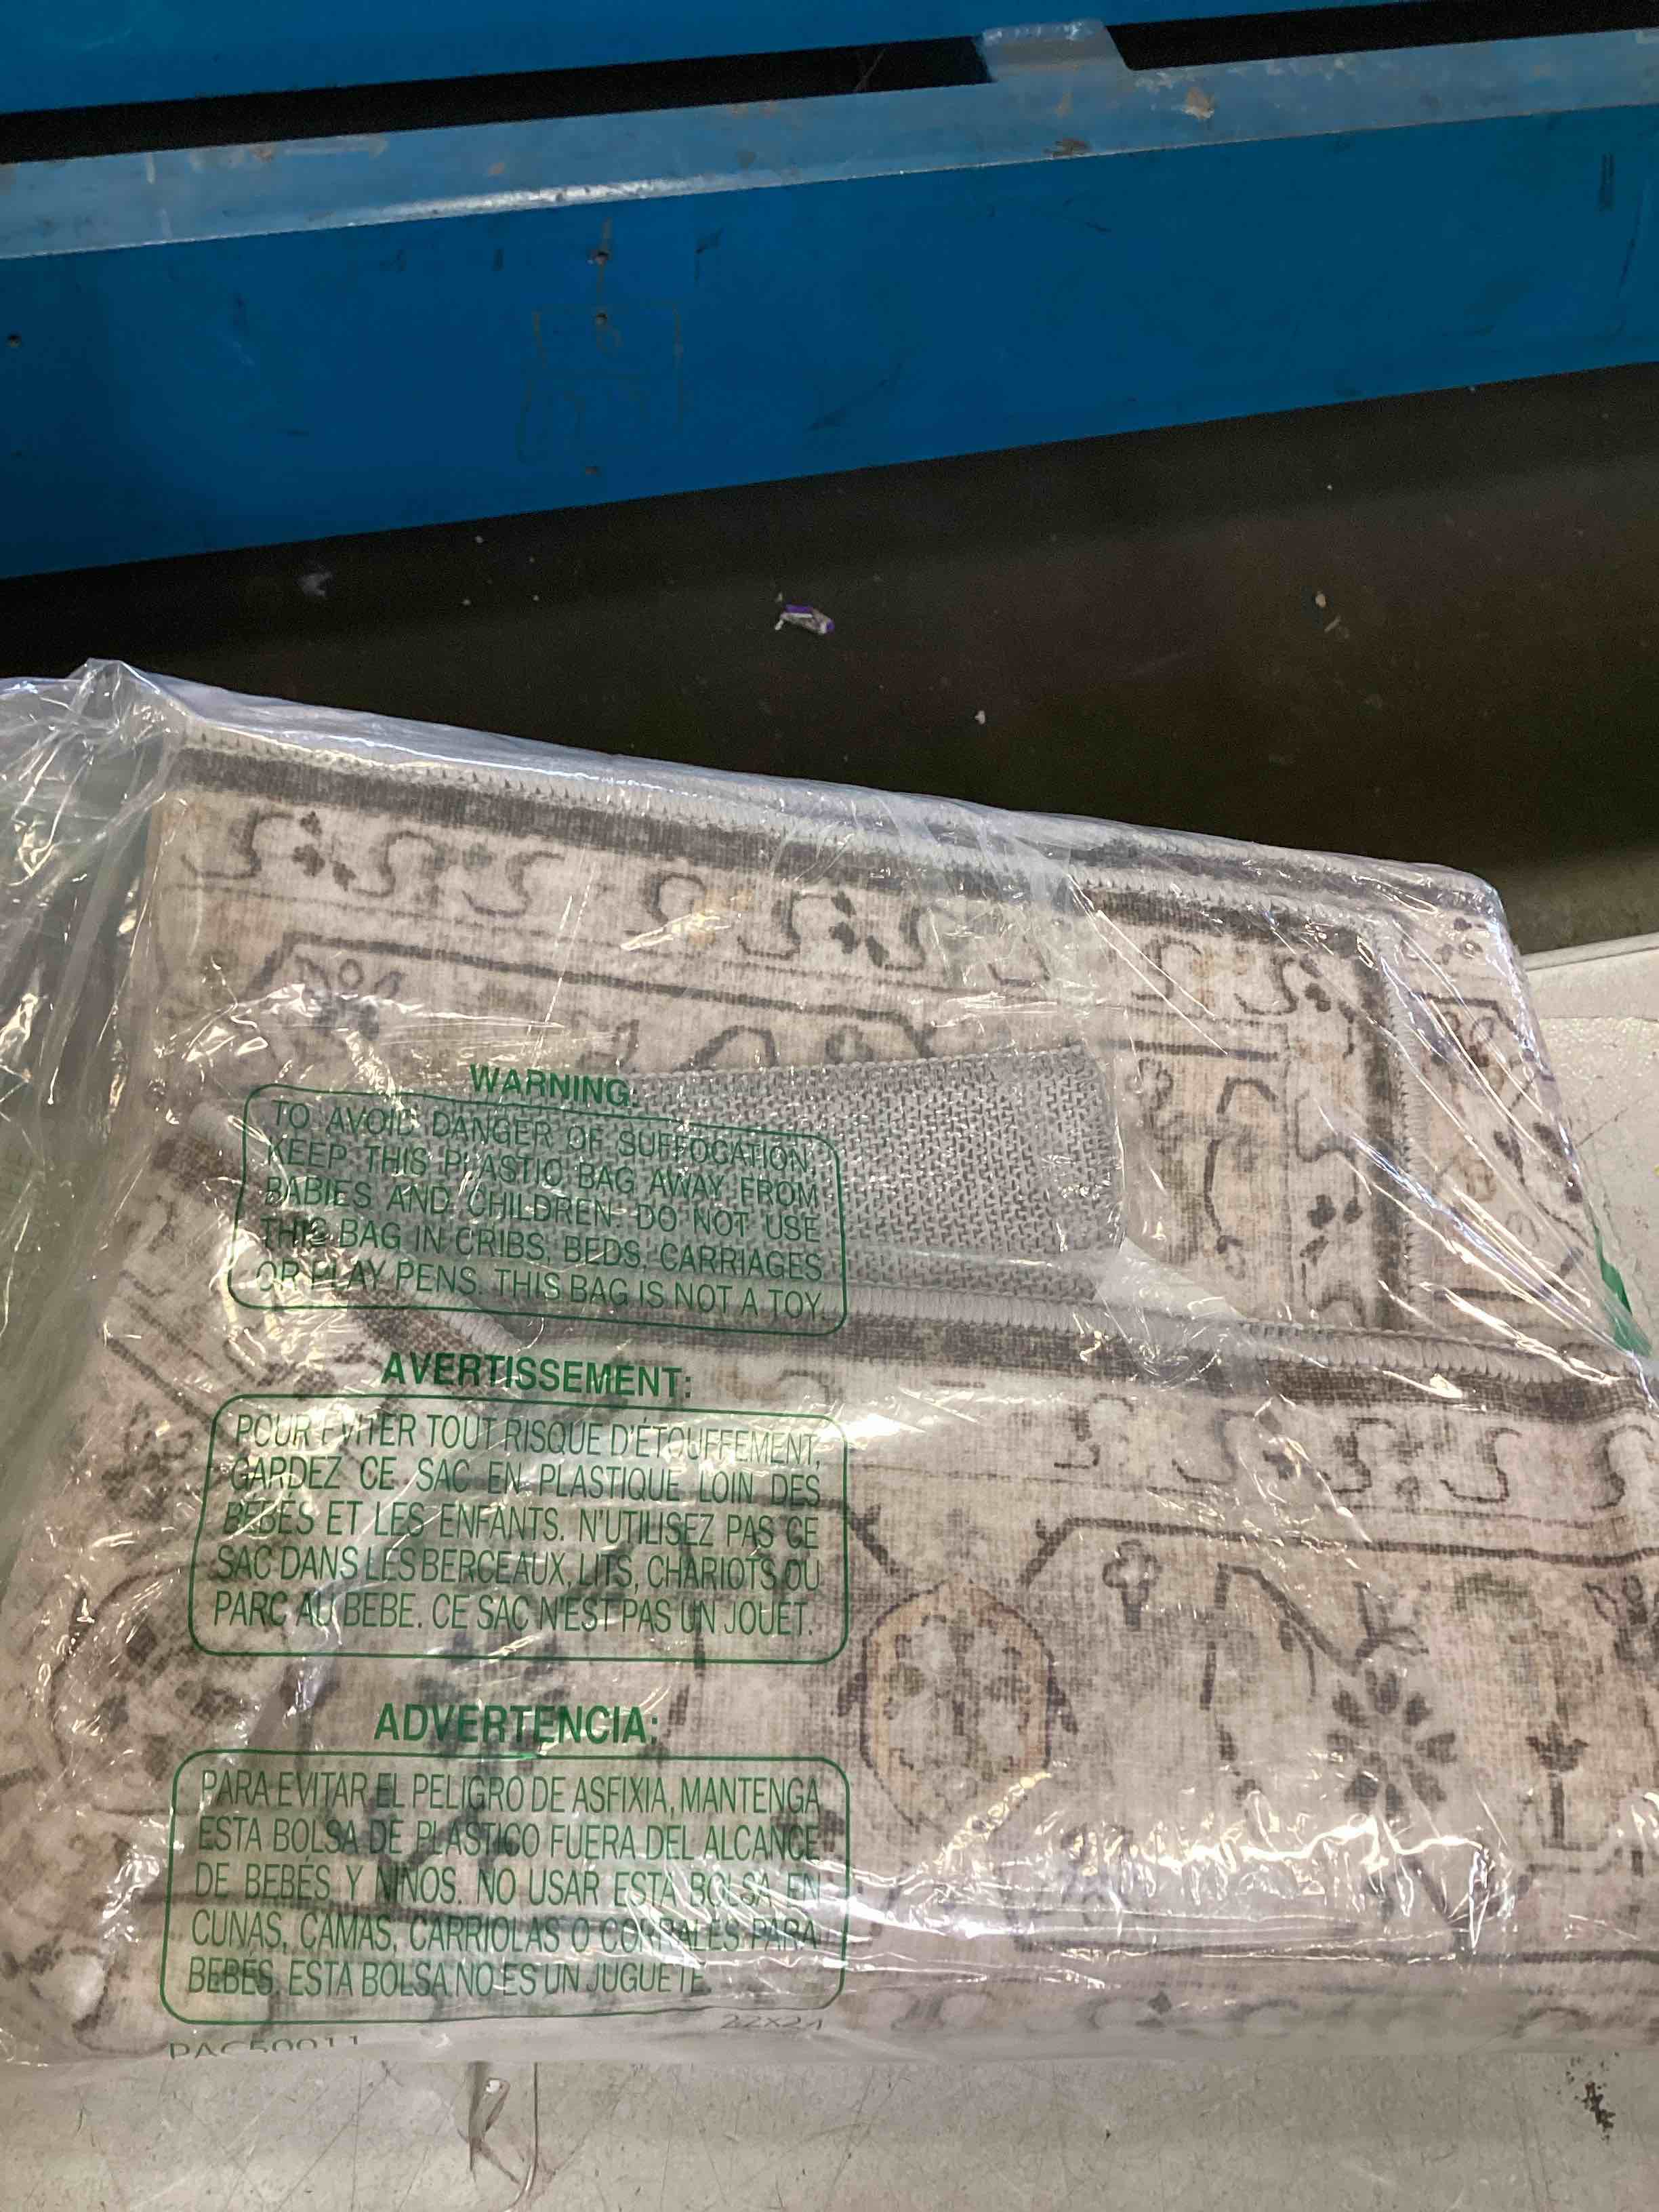 WARNING:
TO AVOID DANGER OF SUFFOCATION,
KEEP THIS PLASTIC BAG AWAY FROM
BABIES AND CHILDREN. DO NOT USE
THIS BAG IN CRIBS, BEDS, CARRIAGES
OR PLAY PENS. THIS BAG IS NOT A TOY.
AVERTISSEMENT:
POUR EVITER TOUT RISQUE D'ÉTOUFFEMENT,
GARDEZ CE SAC EN PLASTIQUE LOIN DES
BÉBÉS ET LES ENFANTS. N'UTILISEZ PAS CE
SAC DANS LES BERCEAUX, LITS, CHARIOTS OU
PARC AU BEBE. CE SAC N'EST PAS UN JOUET.
ADVERTENCIA:
PARA EVITAR EL PELIGRO DE ASFIXIA, MANTENGA
ESTA BOLSA DE PLASTICO FUERA DEL ALCANCE
DE BEBÉS Y NINOS. NO USAR ESTA BOLSA EN
CUNAS, CAMAS, CARRIOLAS O CORRALES PARA
BEBES. ESTA BOLSA NO ES UN JUGUETE.
PAC50011 22X24